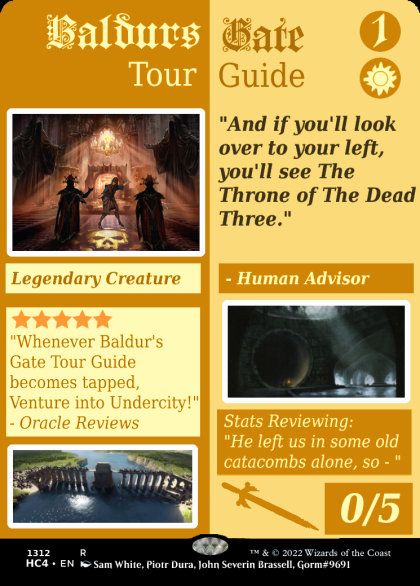 Baldurs Gate
Tour Guide
1
"And if you'll look
over to your left,
you'll see The
Throne of The Dead
Three."
Legendary Creature - Human Advisor
"Whenever Baldur's
Gate Tour Guide
becomes tapped,
Venture into Undercity!"
- Oracle Reviews
Stats Reviewing:
"He left us in some old
catacombs alone, so - "
0/5
1312 R
HC4 • EN Sam White, Piotr Dura, John Severin Brassell, Gorm#9691
™ & © 2022 Wizards of the Coast